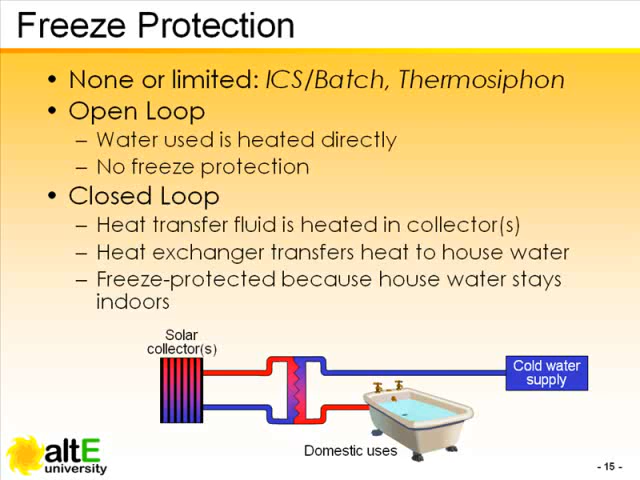 Freeze Protection
• None or limited: ICS/Batch, Thermosiphon
• Open Loop
– Water used is heated directly
– No freeze protection
• Closed Loop
– Heat transfer fluid is heated in collector(s)
– Heat exchanger transfers heat to house water
– Freeze-protected because house water stays
indoors
Solar
collector(s)
Cold water
supply
Domestic uses
altE
university
- 15 -